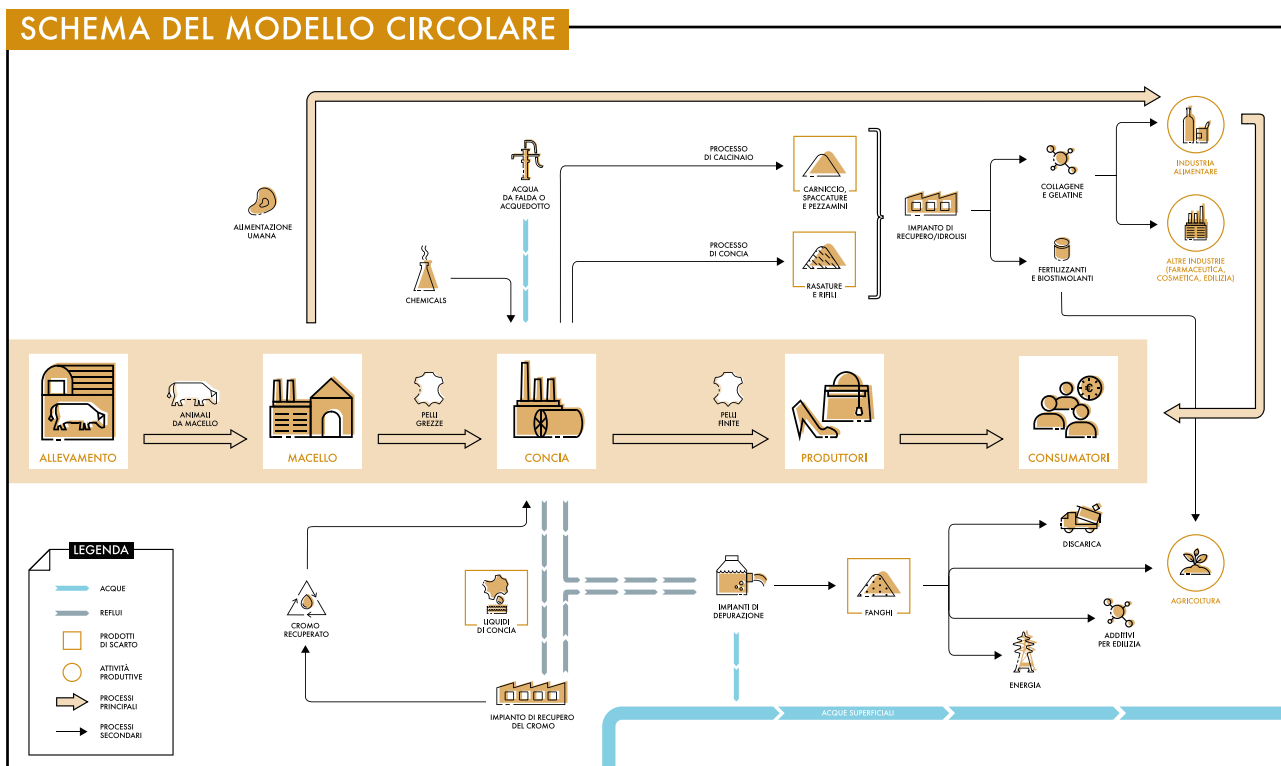 SCHEMA DEL MODELLO CIRCOLARE
ALIMENTAZIONE
UMANA
ACQUA
DA FALDA O
ACQUEDOTTO
CHEMICALS
PROCESSO
DI CALCINAIO
PROCESSO
DI CONCIA
CARNICCIO,
SPACCATURE
E PEZZAMINI
RASATURE
E RIFILI
IMPIANTO DI
RECUPERO/IDROLISI
COLLAGENE
E GELATINE
FERTILIZZANTI
E BIOSTIMOLANTI
INDUSTRIA
ALIMENTARE
ALTRE INDUSTRIE
(FARMACEUTICA,
COSMETICA, EDILIZIA)
ALLEVAMENTO
ANIMALI
DA MACELLO
MACELLO
PELLI
GREZZE
CONCIA
PELLI
FINITE
PRODUTTORI
CONSUMATORI
LEGENDA
ACQUE
REFLUI
PRODOTTI
DI SCARTO
ATTIVITÀ
PRODUTTIVE
PROCESSI
PRINCIPALI
PROCESSI
SECONDARI
CROMO
RECUPERATO
LIQUIDI
DI CONCIA
IMPIANTO DI RECUPERO
DEL CROMO
IMPIANTI DI
DEPURAZIONE
FANGHI
DISCARICA
AGRICOLTURA
ADDITIVI
PER EDILIZIA
ENERGIA
ACQUE SUPERFICIALI